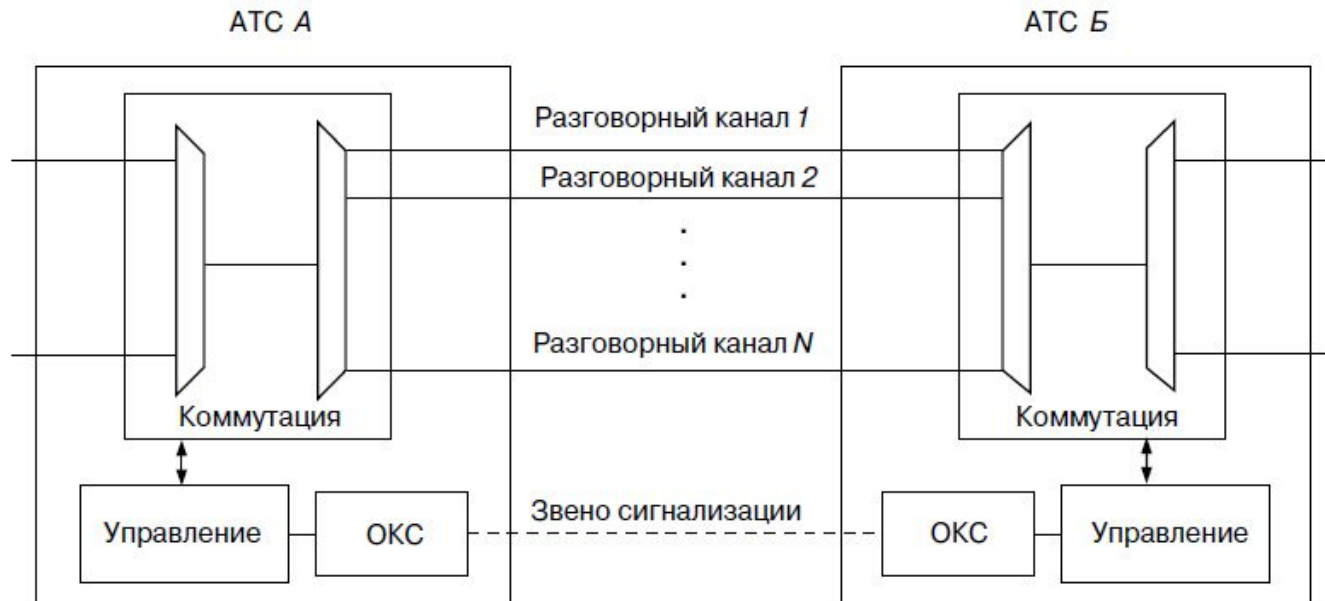 АТС А
АТС Б
Разговорный канал 1
Разговорный канал 2
Разговорный канал N
Коммутация
Коммутация
Звено сигнализации
Управление
ОКС
ОКС
Управление